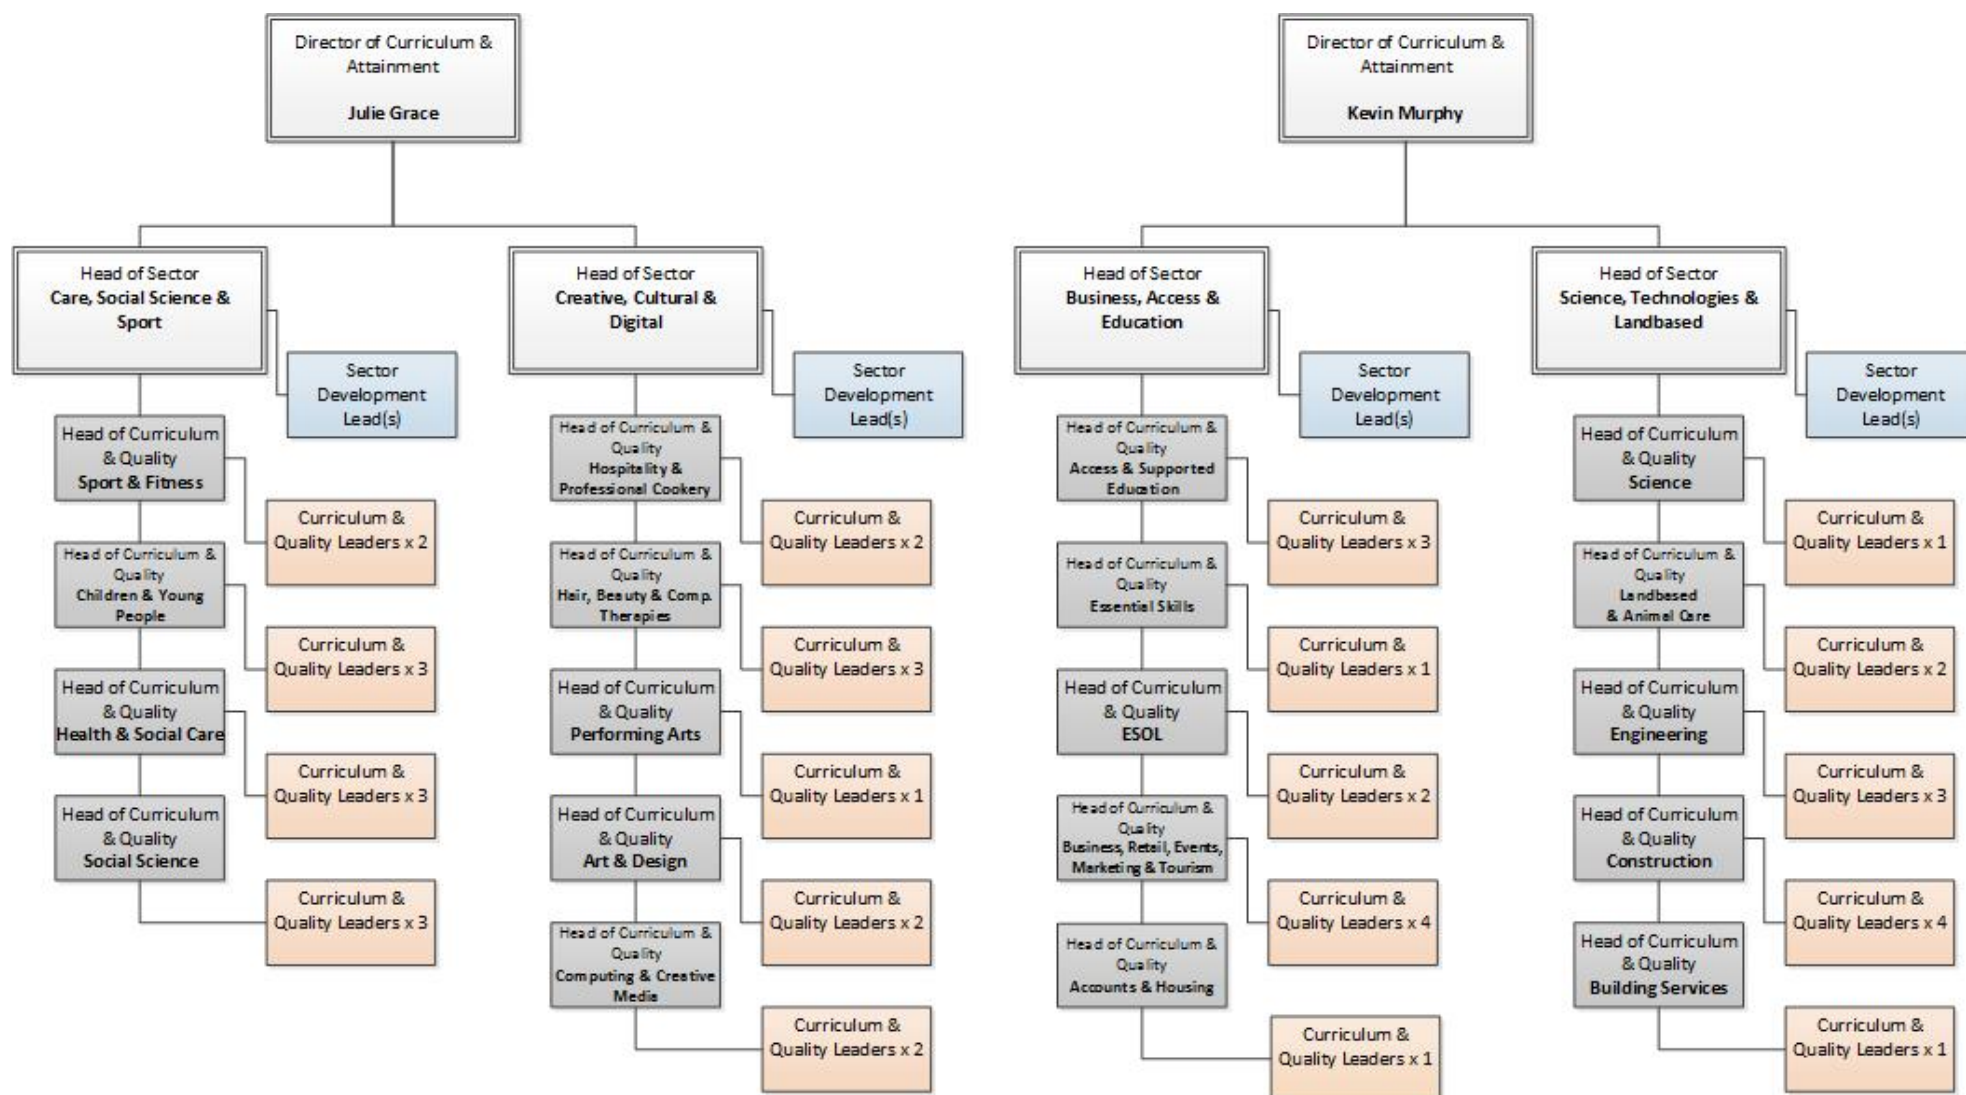 Director of Curriculum &
Attainment
Julie Grace
Director of Curriculum &
Attainment
Kevin Murphy
Head of Sector
Care, Social Science &
Sport
Sector
Development
Lead(s)
Head of Curriculum
& Quality
Sport & Fitness
Curriculum &
Quality Leaders x 2
Head of Curriculum &
Quality
Children & Young
People
Curriculum &
Quality Leaders x 3
Head of Curriculum
& Quality
Health & Social Care
Curriculum &
Quality Leaders x 3
Head of Curriculum
& Quality
Social Science
Curriculum &
Quality Leaders x 3
Head of Sector
Creative, Cultural &
Digital
Sector
Development
Lead(s)
Head of Curriculum &
Quality
Hospitality &
Professional Cookery
Curriculum &
Quality Leaders x 2
Head of Curriculum &
Quality
Hair, Beauty & Comp.
Therapies
Curriculum &
Quality Leaders x 3
Head of Curriculum
& Quality
Performing Arts
Curriculum &
Quality Leaders x 1
Head of Curriculum
& Quality
Art & Design
Curriculum &
Quality Leaders x 2
Head of Curriculum &
Quality
Computing & Creative
Media
Curriculum &
Quality Leaders x 2
Head of Sector
Business, Access &
Education
Sector
Development
Lead(s)
Head of Curriculum &
Quality
Access & Supported
Education
Curriculum &
Quality Leaders x 3
Head of Curriculum &
Quality
Essential Skills
Curriculum &
Quality Leaders x 1
Head of Curriculum
& Quality
ESOL
Curriculum &
Quality Leaders x 2
Head of Curriculum &
Quality
Business, Retail, Events,
Marketing & Tourism
Curriculum &
Quality Leaders x 4
Head of Curriculum &
Quality
Accounts & Housing
Curriculum &
Quality Leaders x 1
Head of Sector
Science, Technologies &
Landbased
Sector
Development
Lead(s)
Head of Curriculum
& Quality
Science
Curriculum &
Quality Leaders x 1
Head of Curriculum &
Quality
Landbased
& Animal Care
Curriculum &
Quality Leaders x 2
Head of Curriculum
& Quality
Engineering
Curriculum &
Quality Leaders x 3
Head of Curriculum
& Quality
Construction
Curriculum &
Quality Leaders x 4
Head of Curriculum
& Quality
Building Services
Curriculum &
Quality Leaders x 1